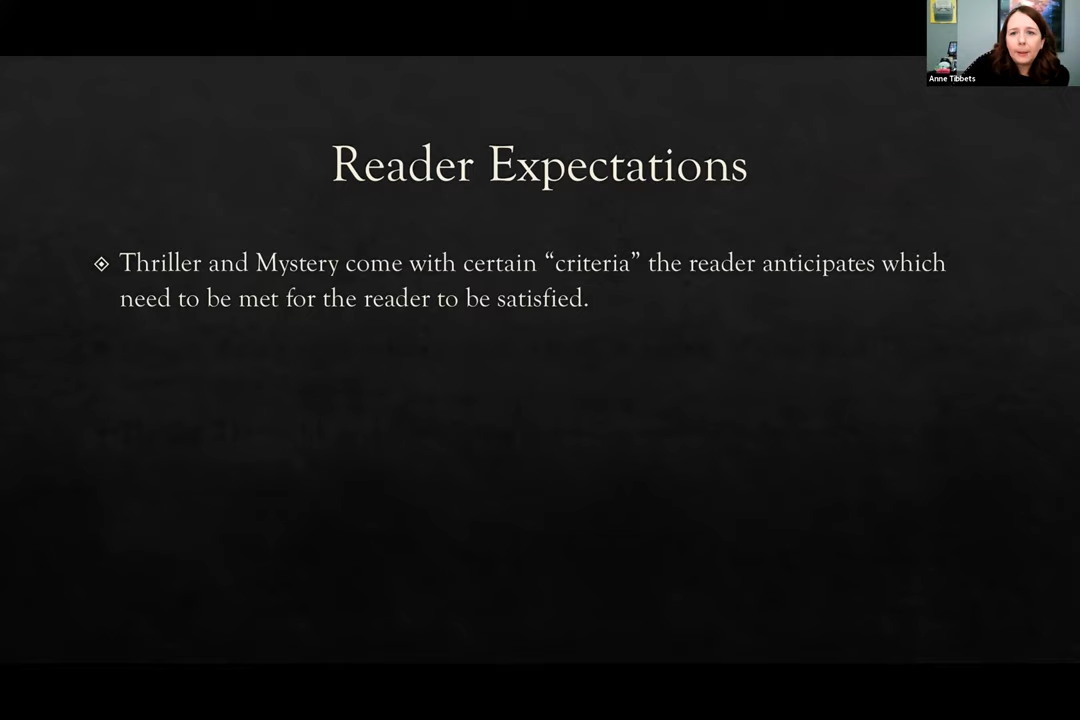 Anne Tibbets
Reader Expectations
Thriller and Mystery come with certain “criteria” the reader anticipates which
need to be met for the reader to be satisfied.